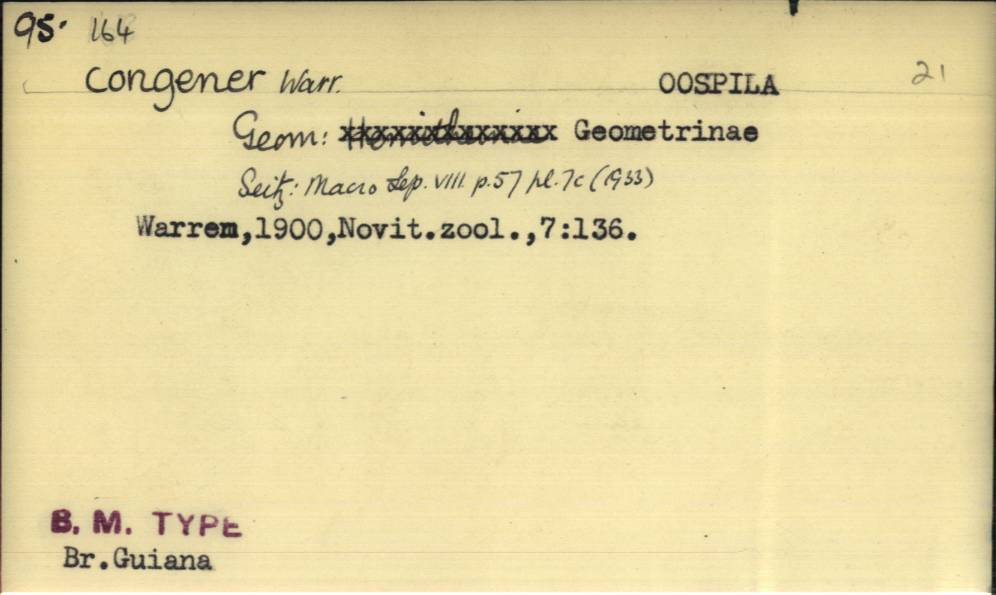 95. 164
congener Warr. OOSPILA 21
Geom: Geometrinae
Seitz: Macro Lep. VIII. p.57 pl.7c (1933)
Warrem,1900,Novit.zool.,7:136.
B. M. TYPE
Br.Guiana